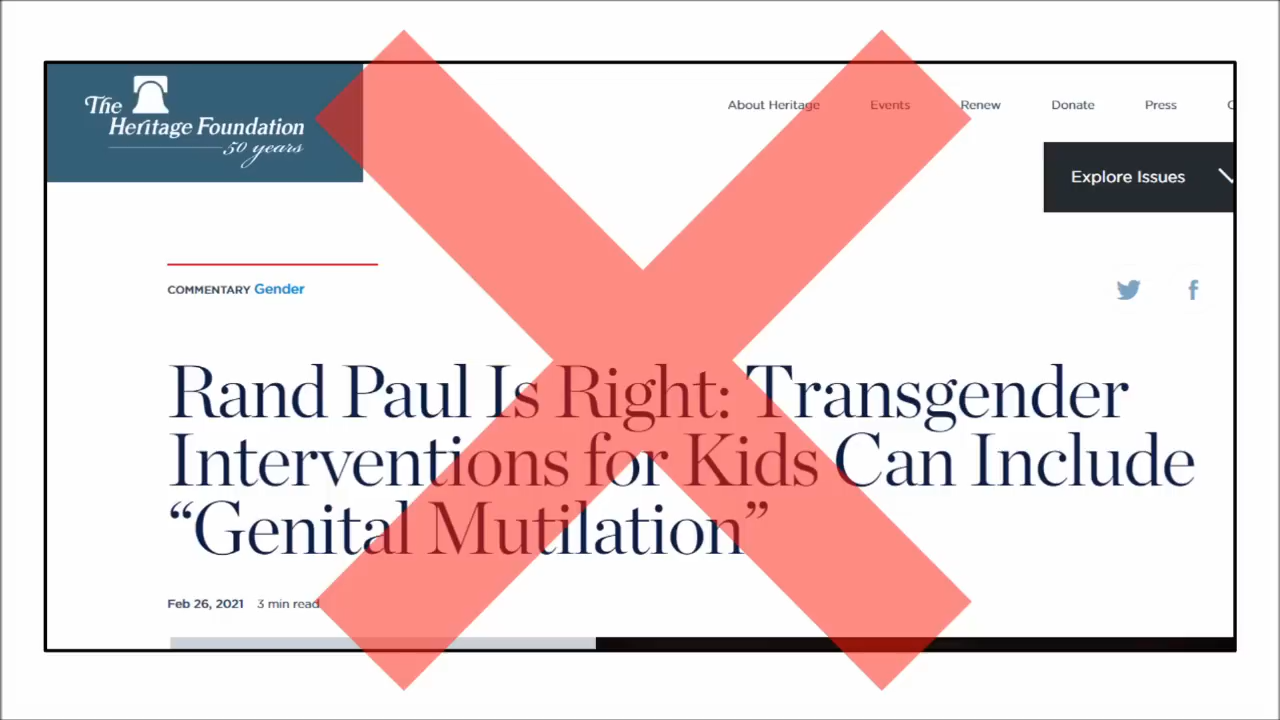 The
Heritage Foundation
50 years
About Heritage Events Renew Donate Press
Explore Issues
COMMENTARY Gender
Rand Paul Is Right: Transgender
Interventions for Kids Can Include
“Genital Mutilation”
Feb 26, 2021 3 min read